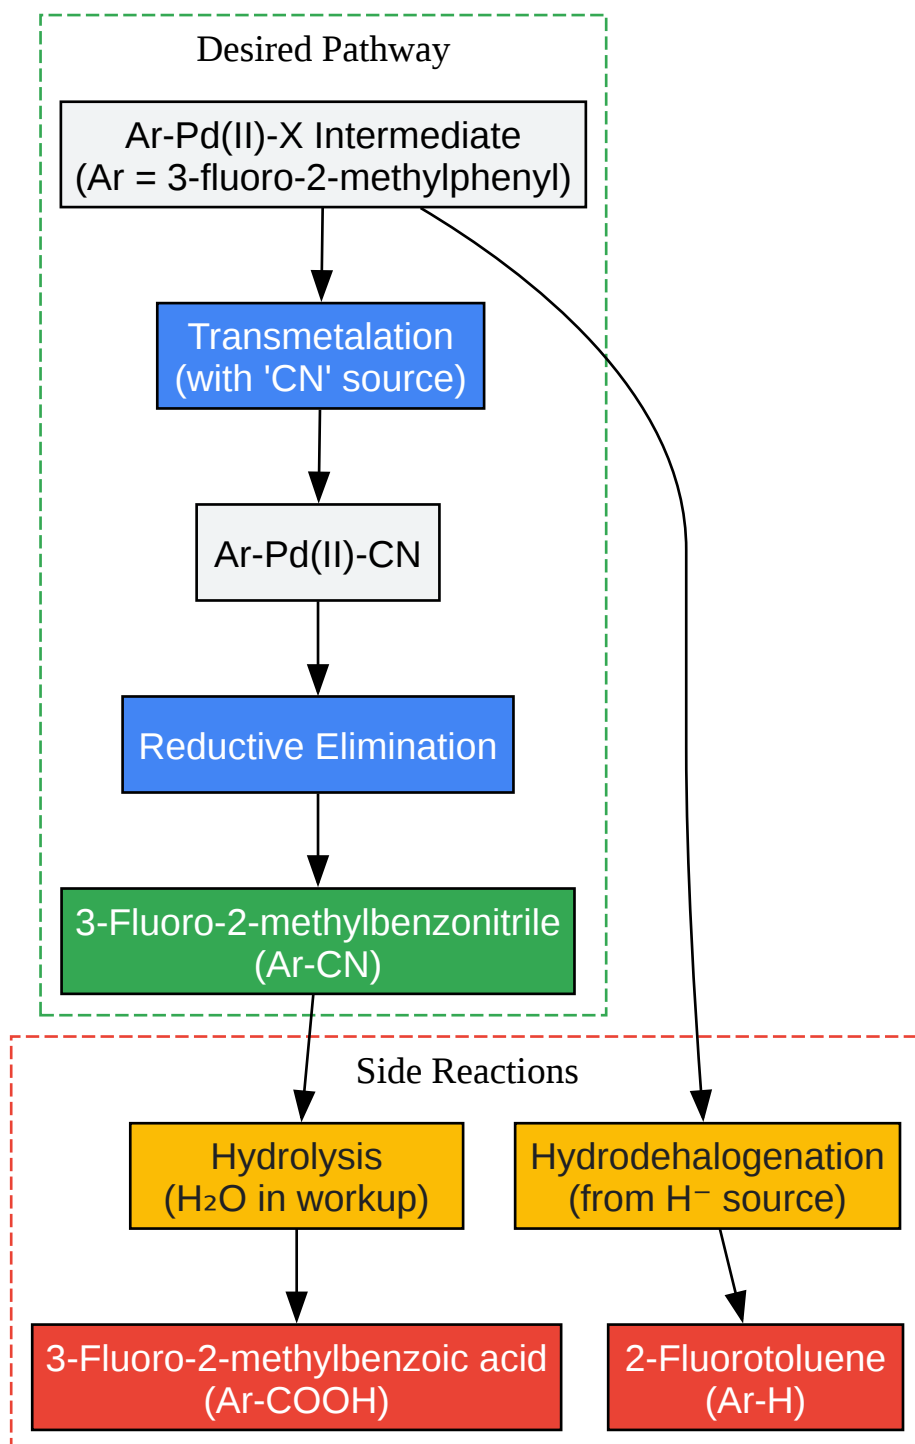 Desired Pathway
Ar-Pd(II)-X Intermediate
(Ar = 3-fluoro-2-methylphenyl)
Transmetalation
(with 'CN' source)
Ar-Pd(II)-CN
Reductive Elimination
3-Fluoro-2-methylbenzonitrile
(Ar-CN)
Side Reactions
Hydrolysis
(H₂O in workup)
Hydrodehalogenation
(from H⁻ source)
3-Fluoro-2-methylbenzoic acid
(Ar-COOH)
2-Fluorotoluene
(Ar-H)